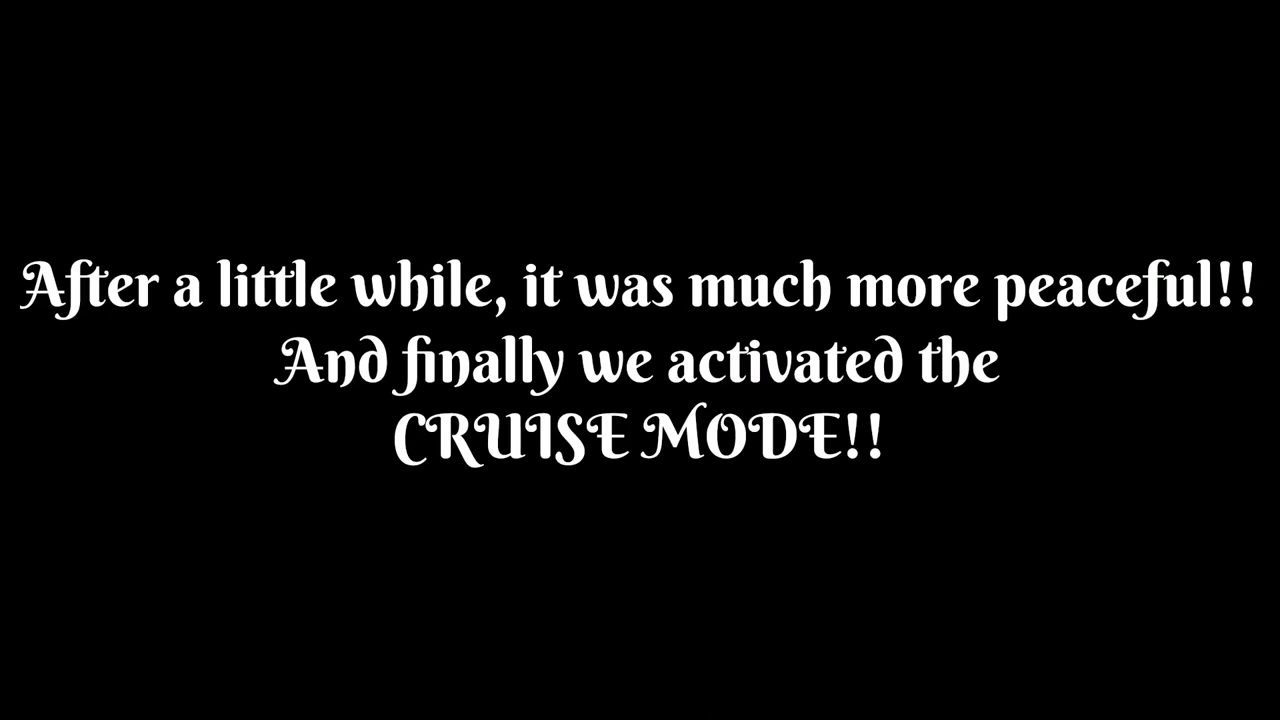 After a little while, it was much more peaceful!!
And finally we activated the
CRUISE MODE!!